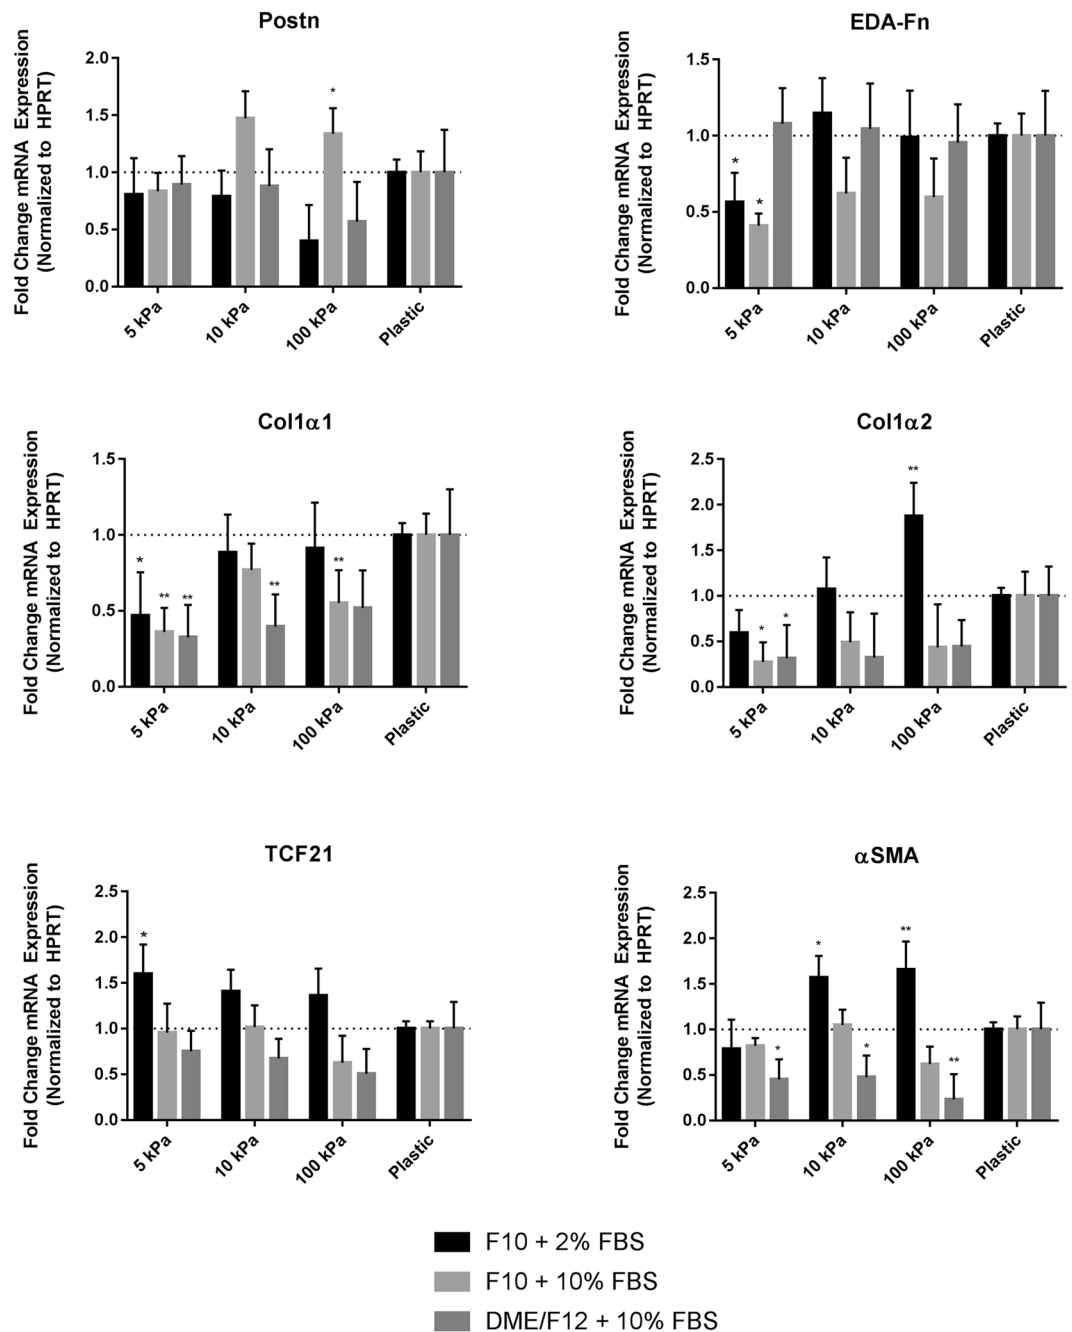 Postn
Fold Change mRNA Expression
(Normalized to HPRT)
2.0
1.5
1.0
0.5
0.0
*
5 kPa
10 kPa
100 kPa
Plastic
EDA-Fn
Fold Change mRNA Expression
(Normalized to HPRT)
1.5
1.0
0.5
0.0
*
*
5 kPa
10 kPa
100 kPa
Plastic
Col1α1
Fold Change mRNA Expression
(Normalized to HPRT)
1.5
1.0
0.5
0.0
*
**
**
**
**
5 kPa
10 kPa
100 kPa
Plastic
Col1α2
Fold Change mRNA Expression
(Normalized to HPRT)
2.5
2.0
1.5
1.0
0.5
0.0
*
*
**
5 kPa
10 kPa
100 kPa
Plastic
TCF21
Fold Change mRNA Expression
(Normalized to HPRT)
2.5
2.0
1.5
1.0
0.5
0.0
*
5 kPa
10 kPa
100 kPa
Plastic
αSMA
Fold Change mRNA Expression
(Normalized to HPRT)
2.5
2.0
1.5
1.0
0.5
0.0
*
*
*
**
**
5 kPa
10 kPa
100 kPa
Plastic
F10 + 2% FBS
F10 + 10% FBS
DME/F12 + 10% FBS